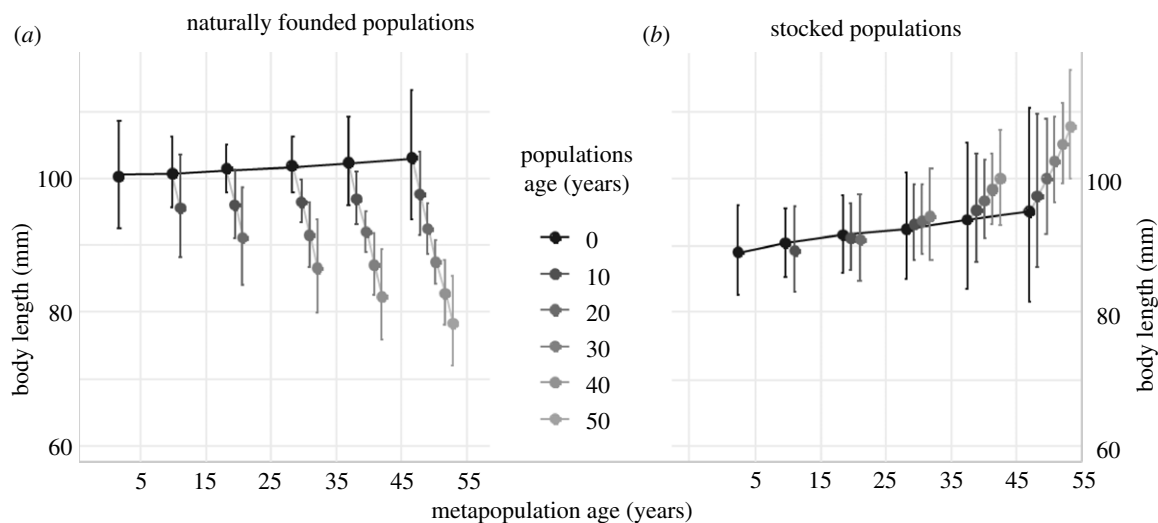 (a)
naturally founded populations
(b)
stocked populations
body length (mm)
100
80
60
5 15 25 35 45 55
populations
age (years)
0
10
20
30
40
50
100
80
60
body length (mm)
5 15 25 35 45 55
metapopulation age (years)